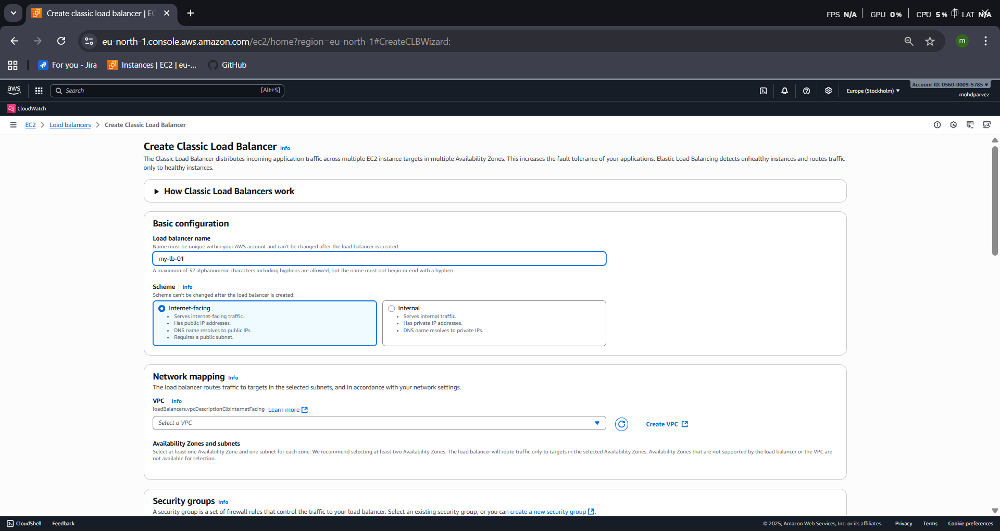 Create classic load balancer | EC
FPS N/A GPU 0% CPU 5% LAT N/A
eu-north-1.console.aws.amazon.com/ec2/home?region=eu-north-1#CreateCLBWizard:
m
For you - Jira
Instances | EC2 | eu-...
GitHub
aws
Search
[Alt+S]
Europe (Stockholm)
Account ID: 0560-0009-5785
mohdparvez
CloudWatch
EC2
Load balancers
Create Classic Load Balancer
Create Classic Load Balancer Info
The Classic Load Balancer distributes incoming application traffic across multiple EC2 instance targets in multiple Availability Zones. This increases the fault tolerance of your applications. Elastic Load Balancing detects unhealthy instances and routes traffic
only to healthy instances.
How Classic Load Balancers work
Basic configuration
Load balancer name
Name must be unique within your AWS account and can't be changed after the load balancer is created.
my-lb-01
A maximum of 32 alphanumeric characters including hyphens are allowed, but the name must not begin or end with a hyphen.
Scheme Info
Scheme can't be changed after the load balancer is created.
Internet-facing
• Serves internet-facing traffic.
• Has public IP addresses.
• DNS name resolves to public IPs.
• Requires a public subnet.
Internal
• Serves internal traffic.
• Has private IP addresses.
• DNS name resolves to private IPs.
Network mapping Info
The load balancer routes traffic to targets in the selected subnets, and in accordance with your network settings.
VPC Info
loadBalancers.vpcDescriptionClbInternetFacing Learn more
Select a VPC
Create VPC
Availability Zones and subnets
Select at least one Availability Zone and one subnet for each zone. We recommend selecting at least two Availability Zones. The load balancer will route traffic only to targets in the selected Availability Zones. Availability Zones that are not supported by the load balancer or the VPC are
not available for selection.
Security groups Info
A security group is a set of firewall rules that control the traffic to your load balancer. Select an existing security group, or you can create a new security group.
CloudShell
Feedback
© 2025, Amazon Web Services, Inc. or its affiliates.
Privacy
Terms
Cookie preferences